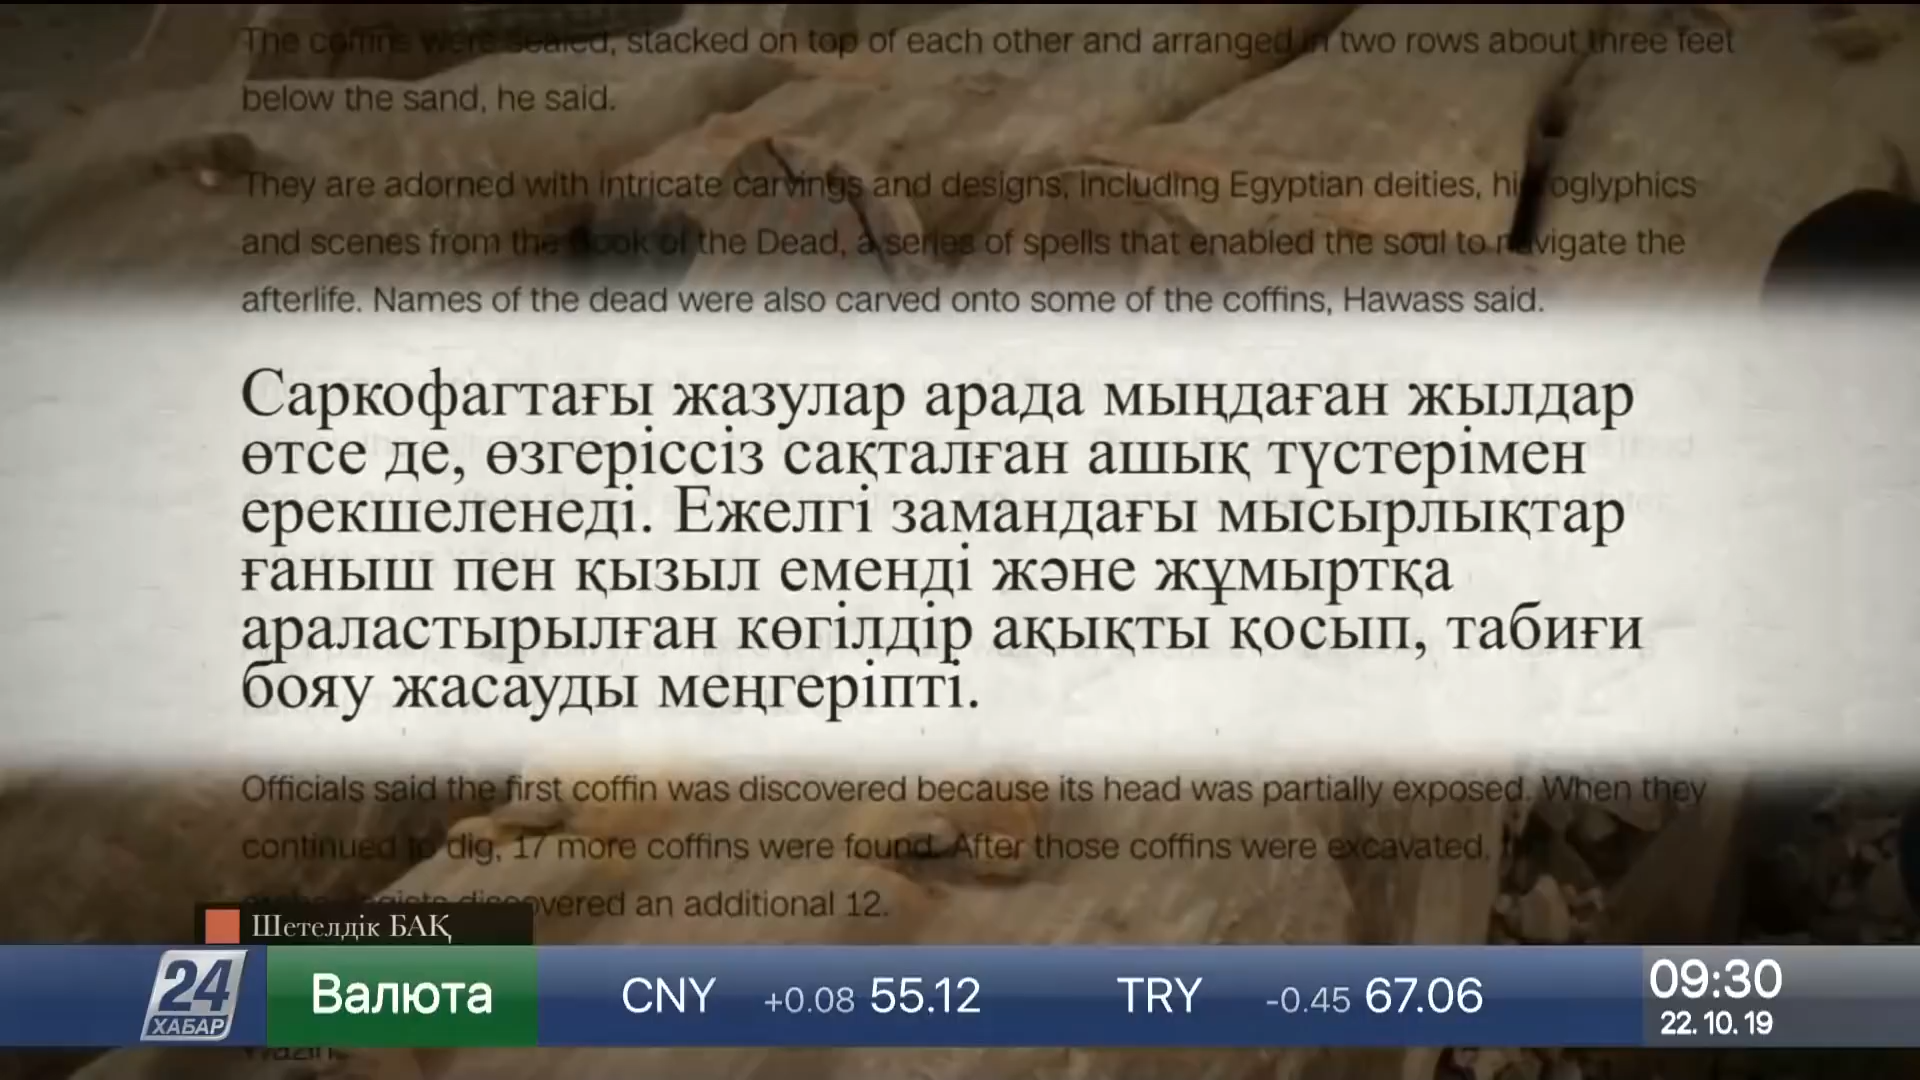 The coffins were sealed, stacked on top of each other and arranged in two rows about three feet
below the sand, he said.
They are adorned with intricate carvings and designs, including Egyptian deities, hieroglyphics
and scenes from the Book of the Dead, a series of spells that enabled the soul to navigate the
afterlife. Names of the dead were also carved onto some of the coffins, Hawass said.
Саркофагтағы жазулар арада мыңдаған жылдар
өтсе де, өзгеріссіз сақталған ашық түстерімен
ерекшеленеді. Ежелгі замандағы мысырлықтар
ғаныш пен қызыл еменді және жұмыртқа
араластырылған көгілдір ақықты қосып, табиғи
бояу жасауды меңгеріпті.
Officials said the first coffin was discovered because its head was partially exposed. When they
continued to dig, 17 more coffins were found. After those coffins were excavated,
discovered an additional 12.
Шетелдік БАҚ
24 ХАБАР Валюта CNY +0.08 55.12 TRY -0.45 67.06 09:30
22.10.19